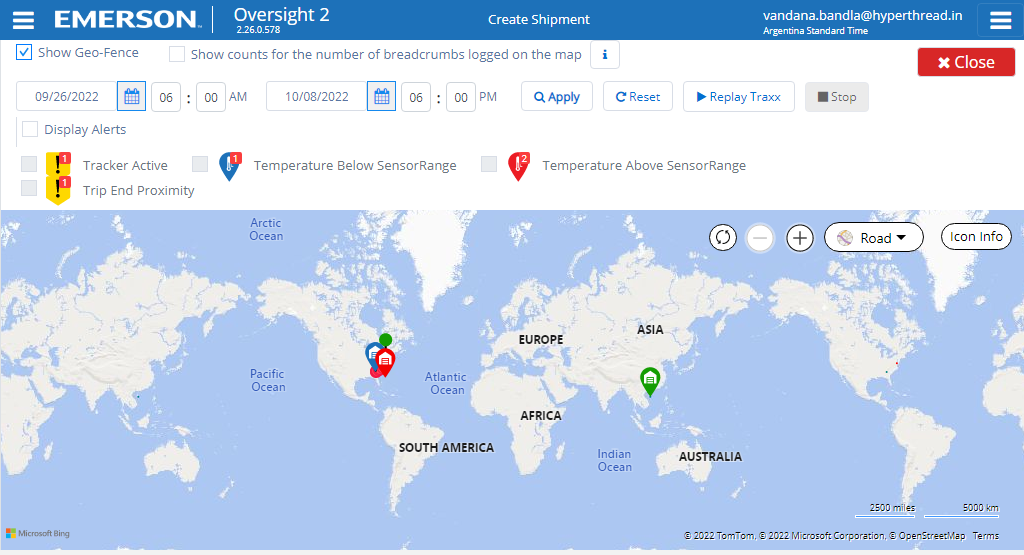 EMERSON
Oversight 2
2.26.0.578
Create Shipment
vandana.bandla@hyperthread.in
Argentina Standard Time
Show Geo-Fence
Show counts for the number of breadcrumbs logged on the map
i
Close
09/26/2022
06 : 00 AM
10/08/2022
06 : 00 PM
Apply
Reset
Replay Traxx
Stop
Display Alerts
! 1 Tracker Active
1 Temperature Below SensorRange
2 Temperature Above SensorRange
! 1 Trip End Proximity
Arctic
Ocean
Road
Icon Info
EUROPE
ASIA
Pacific
Ocean
Atlantic
Ocean
AFRICA
SOUTH AMERICA
Indian
Ocean
AUSTRALIA
2500 miles
5000 km
Microsoft Bing
© 2022 TomTom, © 2022 Microsoft Corporation, © OpenStreetMap Terms